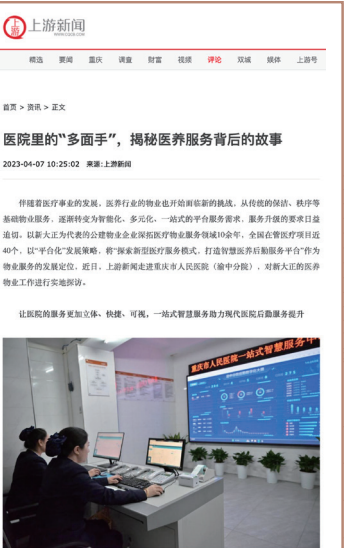 上游 上游新闻
WWW.CQCB.COM
精选 要闻 重庆 调查 财富 视频 评论 双城 媒体 上游号
首页 > 资讯 > 正文
医院里的“多面手”，揭秘医养服务背后的故事
2023-04-07 10:25:02 来源:上游新闻
伴随着医疗事业的发展，医养行业的物业也开始面临新的挑战。从传统的保洁、秩序等
基础物业服务，逐渐转变为智能化、多元化、一站式的平台服务需求，服务升级的要求日益
迫切。以新大正为代表的公建物业企业深拓医疗物业服务领域10余年，全国在管医疗项目近
40个，以“平台化”发展策略，将“探索新型医疗服务模式，打造智慧医养后勤服务平台”作为
物业服务的发展定位。近日，上游新闻走进重庆市人民医院（渝中分院），对新大正的医养
物业工作进行实地探访。
让医院的服务更加立体、快捷、可视，一站式智慧服务助力现代医院后勤服务提升
重庆市人民医院一站式智慧服务中心